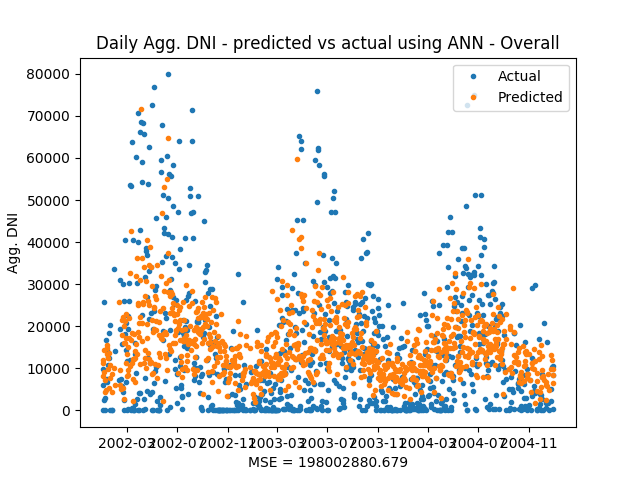 Daily Agg. DNI - predicted vs actual using ANN - Overall
Actual
Predicted
80000
70000
60000
50000
40000
30000
20000
10000
0
Agg. DNI
2002-03 2002-07 2002-11 2003-03 2003-07 2003-11 2004-03 2004-07 2004-11
MSE = 198002880.679